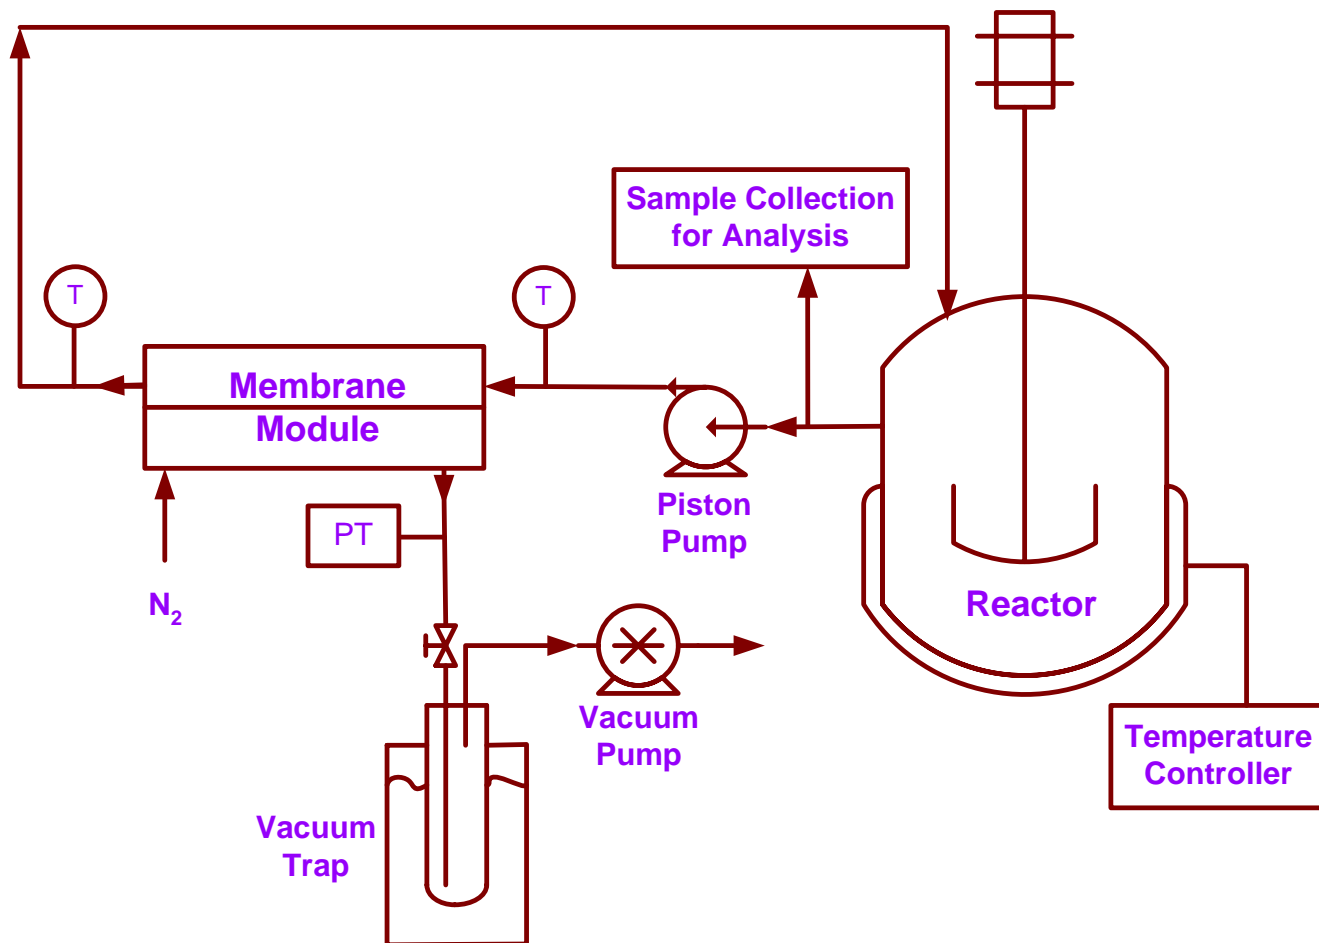 Sample Collection
for Analysis
T
T
Membrane
Module
Piston
Pump
PT
N2
Reactor
Vacuum
Pump
Temperature
Controller
Vacuum
Trap